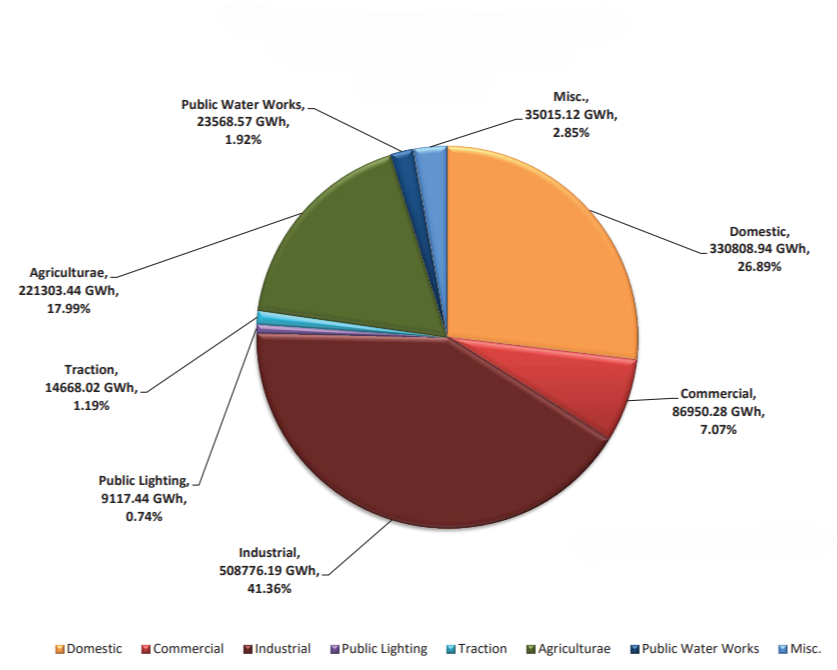 Misc.,
35015.12 GWh,
2.85%
Public Water Works,
23568.57 GWh,
1.92%
Domestic,
330808.94 GWh,
26.89%
Agriculturae,
221303.44 GWh,
17.99%
Traction,
14668.02 GWh,
1.19%
Commercial,
86950.28 GWh,
7.07%
Public Lighting,
9117.44 GWh,
0.74%
Industrial,
508776.19 GWh,
41.36%
Domestic Commercial Industrial Public Lighting Traction Agriculturae Public Water Works Misc.